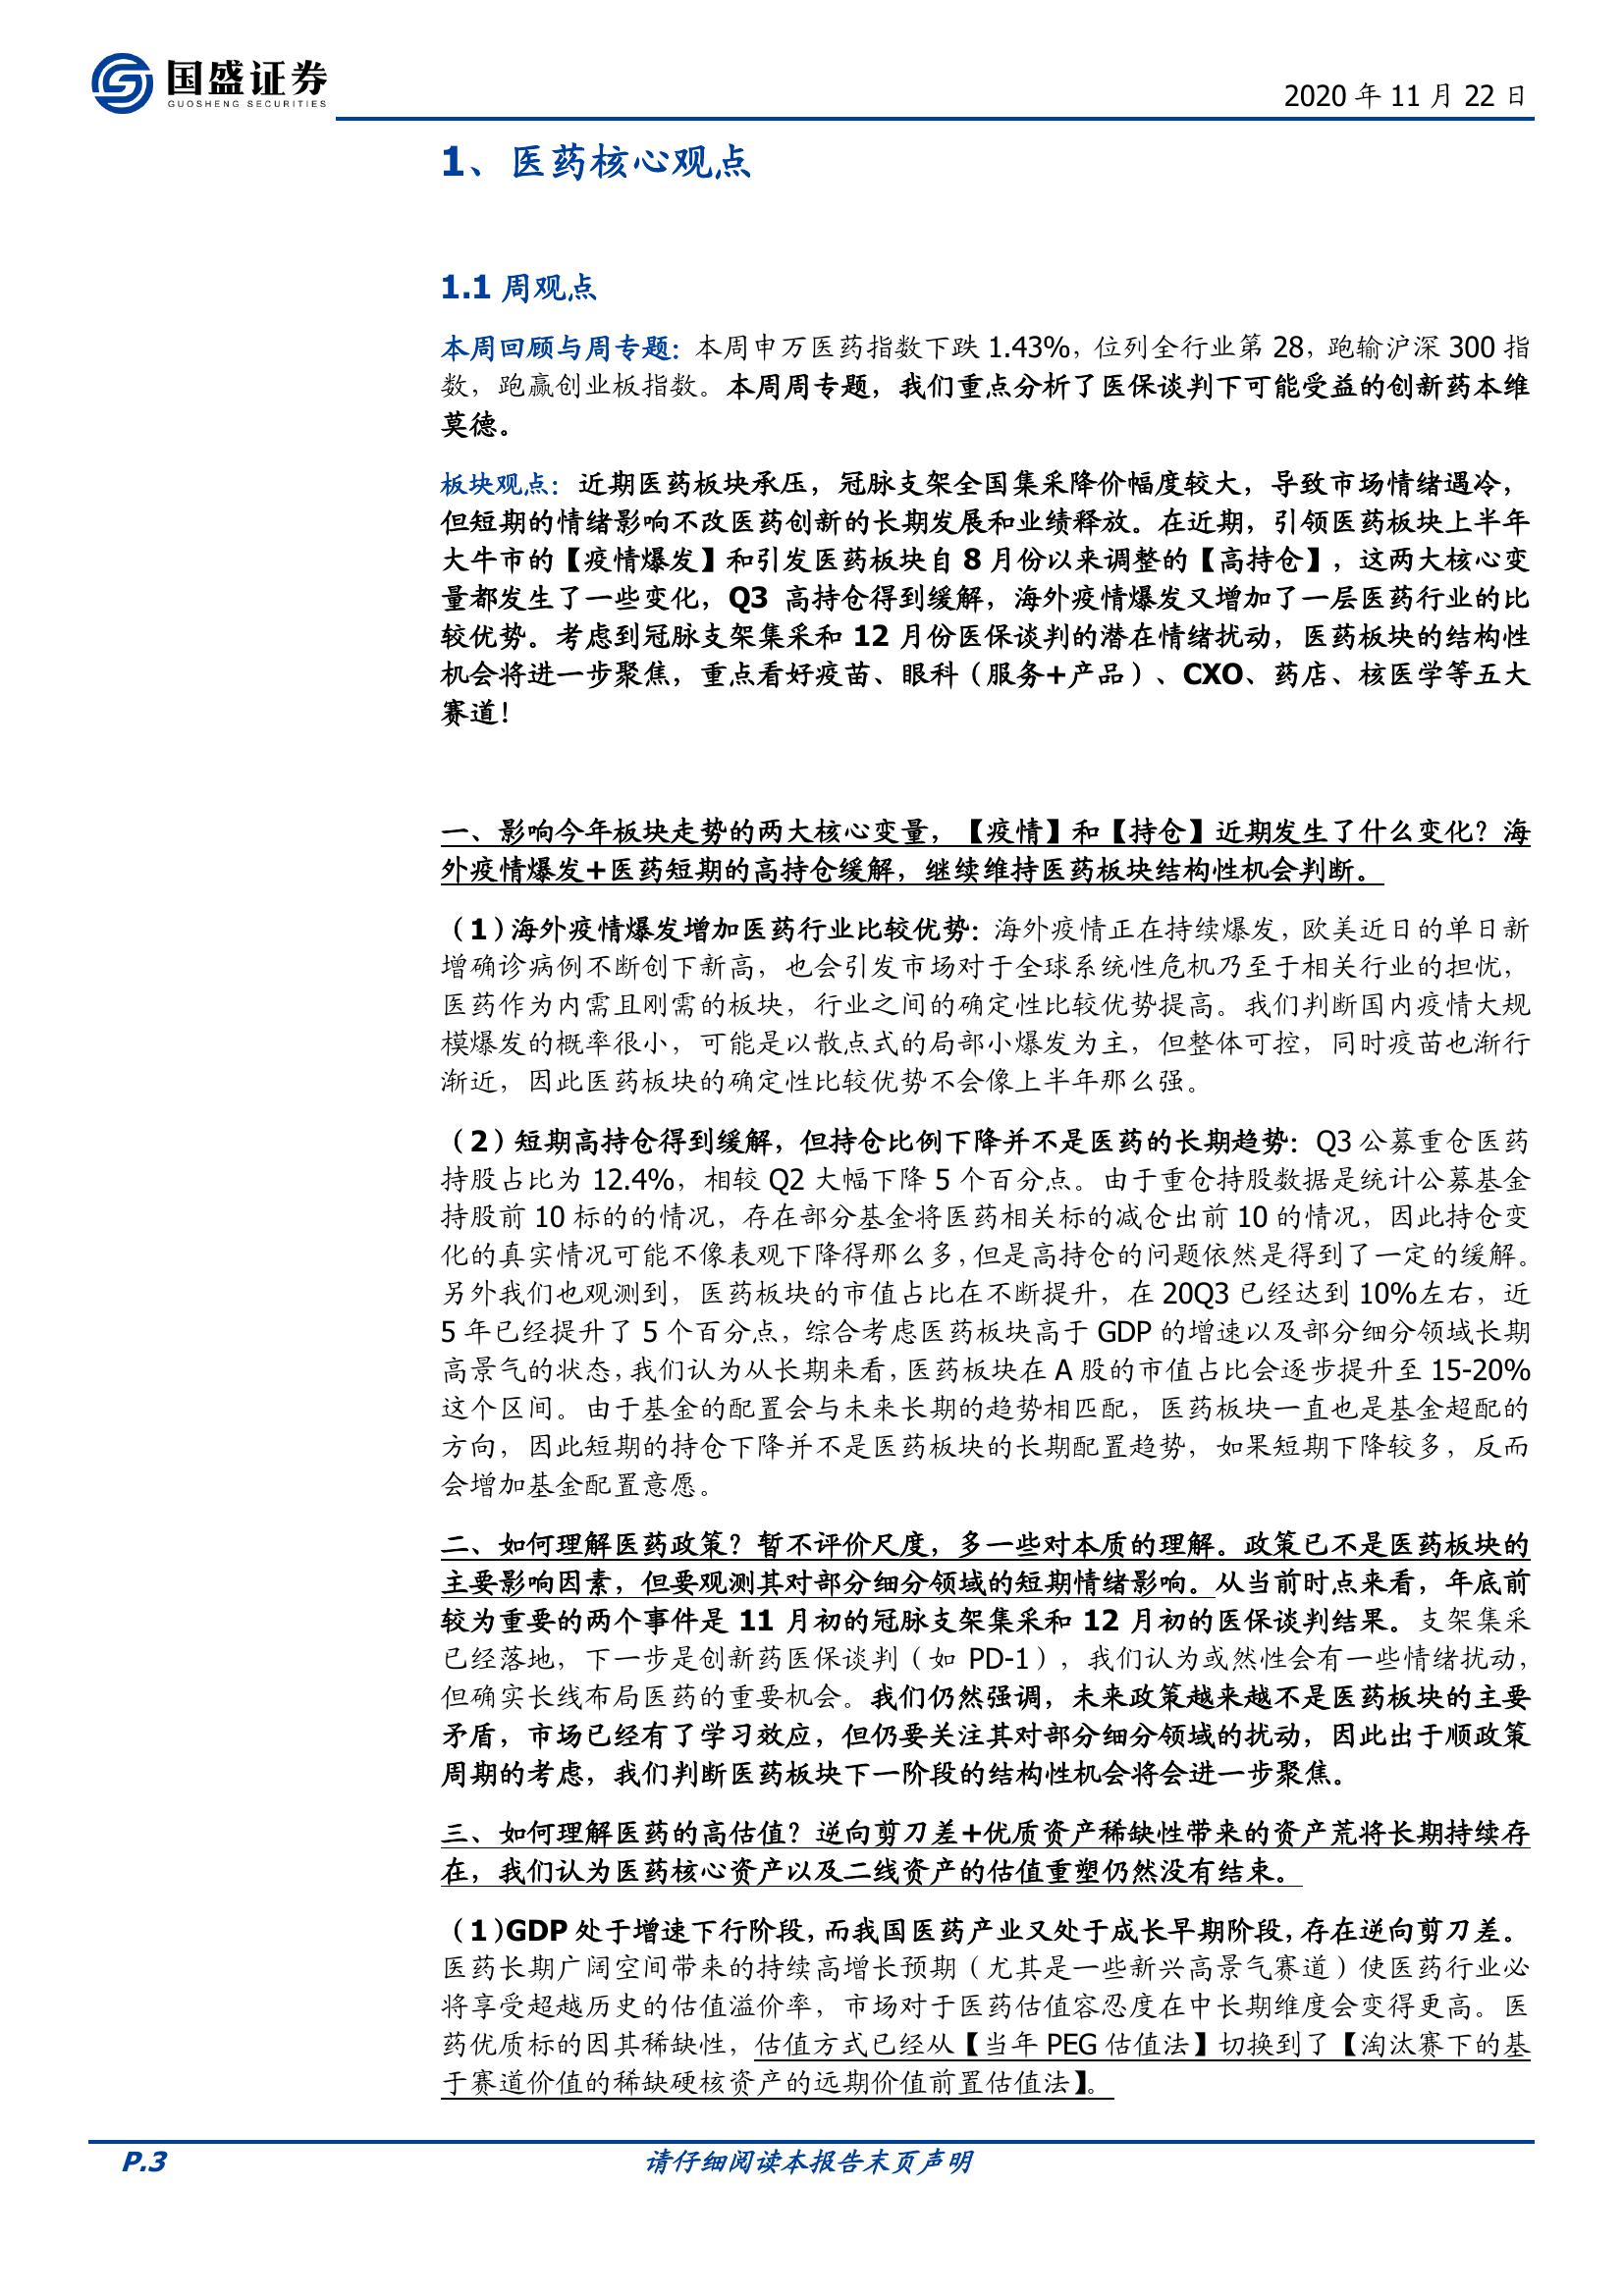 国盛证券
GUOSHENG SECURITIES
2020 年 11 月 22 日
1、医药核心观点
1.1 周观点
本周回顾与周专题：本周申万医药指数下跌 1.43%，位列全行业第 28，跑输沪深 300 指
数，跑赢创业板指数。本周周专题，我们重点分析了医保谈判下可能受益的创新药本维
莫德。
板块观点：近期医药板块承压，冠脉支架全国集采降价幅度较大，导致市场情绪遇冷，
但短期的情绪影响不改医药创新的长期发展和业绩释放。在近期，引领医药板块上半年
大牛市的【疫情爆发】和引发医药板块自 8 月份以来调整的【高持仓】，这两大核心变
量都发生了一些变化，Q3 高持仓得到缓解，海外疫情爆发又增加了一层医药行业的比
较优势。考虑到冠脉支架集采和 12 月份医保谈判的潜在情绪扰动，医药板块的结构性
机会将进一步聚焦，重点看好疫苗、眼科（服务+产品）、CXO、药店、核医学等五大
赛道！
一、影响今年板块走势的两大核心变量，【疫情】和【持仓】近期发生了什么变化？海
外疫情爆发+医药短期的高持仓缓解，继续维持医药板块结构性机会判断。
（1）海外疫情爆发增加医药行业比较优势：海外疫情正在持续爆发，欧美近日的单日新
增确诊病例不断创下新高，也会引发市场对于全球系统性危机乃至于相关行业的担忧，
医药作为内需且刚需的板块，行业之间的确定性比较优势提高。我们判断国内疫情大规
模爆发的概率很小，可能是以散点式的局部小爆发为主，但整体可控，同时疫苗也渐行
渐近，因此医药板块的确定性比较优势不会像上半年那么强。
（2）短期高持仓得到缓解，但持仓比例下降并不是医药的长期趋势：Q3 公募重仓医药
持股占比为 12.4%，相较 Q2 大幅下降 5 个百分点。由于重仓持股数据是统计公募基金
持股前 10 标的的情况，存在部分基金将医药相关标的减仓出前 10 的情况，因此持仓变
化的真实情况可能不像表观下降得那么多，但是高持仓的问题依然是得到了一定的缓解。
另外我们也观测到，医药板块的市值占比在不断提升，在 20Q3 已经达到 10%左右，近
5 年已经提升了 5 个百分点，综合考虑医药板块高于 GDP 的增速以及部分细分领域长期
高景气的状态，我们认为从长期来看，医药板块在 A 股的市值占比会逐步提升至 15-20%
这个区间。由于基金的配置会与未来长期的趋势相匹配，医药板块一直也是基金超配的
方向，因此短期的持仓下降并不是医药板块的长期配置趋势，如果短期下降较多，反而
会增加基金配置意愿。
二、如何理解医药政策？暂不评价尺度，多一些对本质的理解。政策已不是医药板块的
主要影响因素，但要观测其对部分细分领域的短期情绪影响。从当前时点来看，年底前
较为重要的两个事件是 11 月初的冠脉支架集采和 12 月初的医保谈判结果。支架集采
已经落地，下一步是创新药医保谈判（如 PD-1），我们认为或然性会有一些情绪扰动，
但确实长线布局医药的重要机会。我们仍然强调，未来政策越来越不是医药板块的主要
矛盾，市场已经有了学习效应，但仍要关注其对部分细分领域的扰动，因此出于顺政策
周期的考虑，我们判断医药板块下一阶段的结构性机会将会进一步聚焦。
三、如何理解医药的高估值？逆向剪刀差+优质资产稀缺性带来的资产荒将长期持续存
在，我们认为医药核心资产以及二线资产的估值重塑仍然没有结束。
（1）GDP 处于增速下行阶段，而我国医药产业又处于成长早期阶段，存在逆向剪刀差。
医药长期广阔空间带来的持续高增长预期（尤其是一些新兴高景气赛道）使医药行业必
将享受超越历史的估值溢价率，市场对于医药估值容忍度在中长期维度会变得更高。医
药优质标的因其稀缺性，估值方式已经从【当年 PEG 估值法】切换到了【淘汰赛下的基
于赛道价值的稀缺硬核资产的远期价值前置估值法】。
P.3
请仔细阅读本报告末页声明